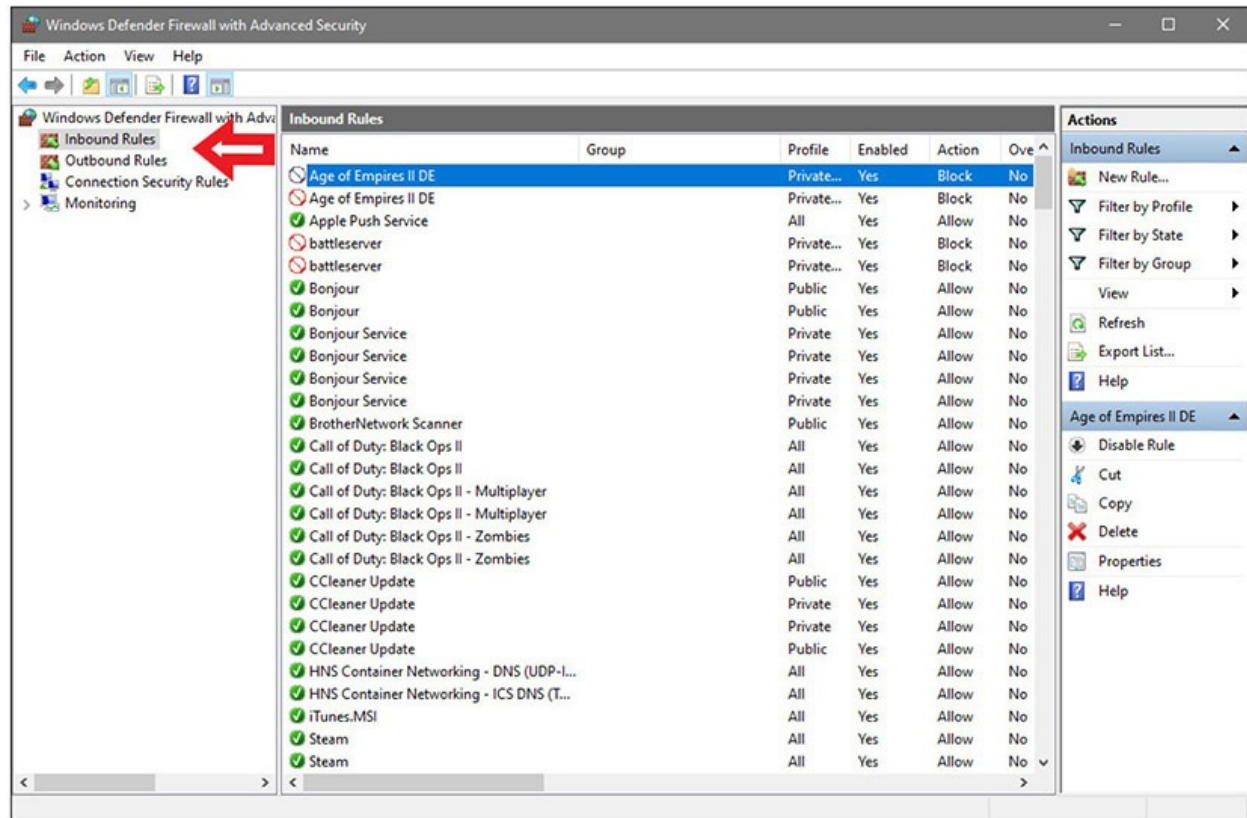 Windows Defender Firewall with Advanced Security
File Action View Help
Windows Defender Firewall with Adva
Inbound Rules
Outbound Rules
Connection Security Rules
Monitoring
Inbound Rules
Name Group Profile Enabled Action Ove
Age of Empires II DE Private... Yes Block No
Age of Empires II DE Private... Yes Block No
Apple Push Service All Yes Allow No
battleserver Private... Yes Block No
battleserver Private... Yes Block No
Bonjour Public Yes Allow No
Bonjour Public Yes Allow No
Bonjour Service Private Yes Allow No
Bonjour Service Private Yes Allow No
Bonjour Service Private Yes Allow No
Bonjour Service Private Yes Allow No
BrotherNetwork Scanner Public Yes Allow No
Call of Duty: Black Ops II All Yes Allow No
Call of Duty: Black Ops II All Yes Allow No
Call of Duty: Black Ops II - Multiplayer All Yes Allow No
Call of Duty: Black Ops II - Multiplayer All Yes Allow No
Call of Duty: Black Ops II - Zombies All Yes Allow No
Call of Duty: Black Ops II - Zombies All Yes Allow No
CCleaner Update Public Yes Allow No
CCleaner Update Private Yes Allow No
CCleaner Update Private Yes Allow No
CCleaner Update Public Yes Allow No
HNS Container Networking - DNS (UDP-I... All Yes Allow No
HNS Container Networking - ICS DNS (T... All Yes Allow No
iTunes.MSI All Yes Allow No
Steam All Yes Allow No
Steam All Yes Allow No
Actions
Inbound Rules
New Rule...
Filter by Profile
Filter by State
Filter by Group
View
Refresh
Export List...
Help
Age of Empires II DE
Disable Rule
Cut
Copy
Delete
Properties
Help